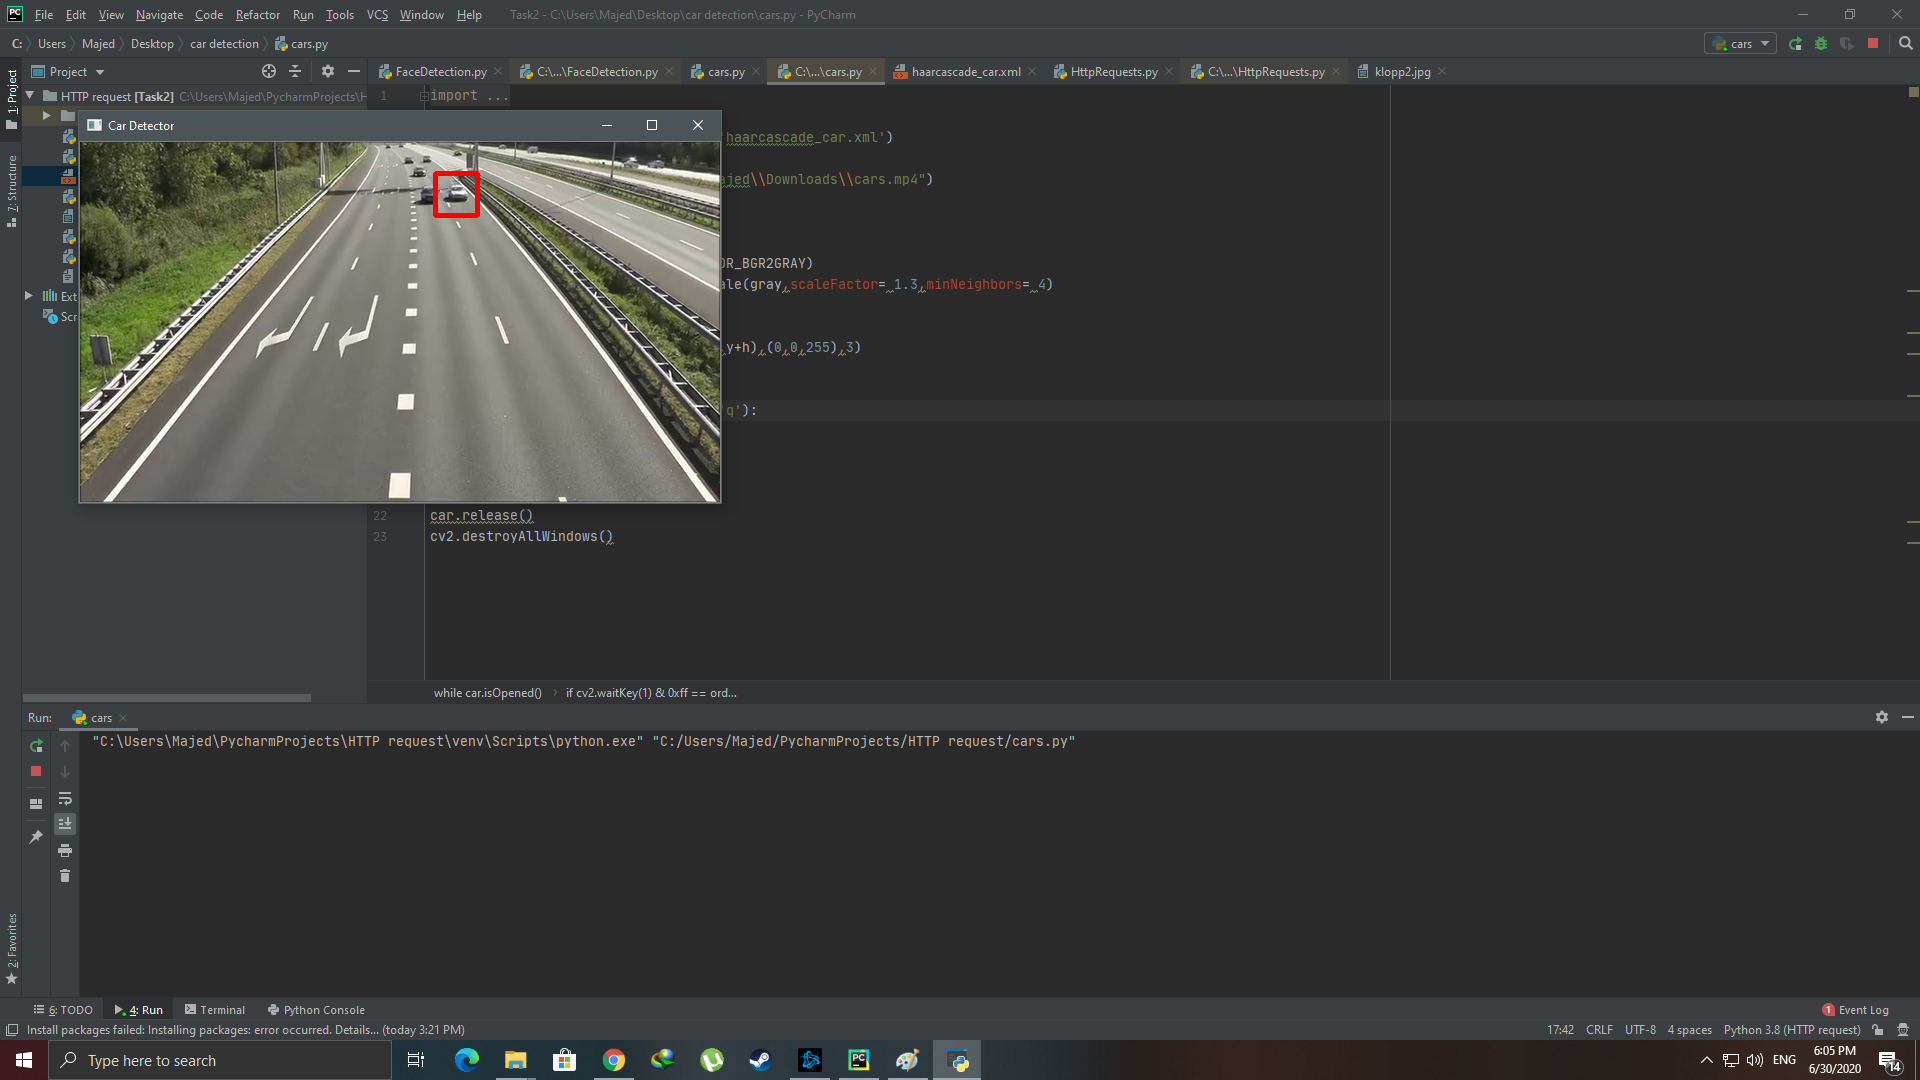 File Edit View Navigate Code Refactor Run Tools VCS Window Help Task2 - C:\Users\Majed\Desktop\car detection\cars.py - PyCharm
C: Users Majed Desktop car detection cars.py cars
Project FaceDetection.py C:\...\FaceDetection.py cars.py C:\...\cars.py haarcascade_car.xml HttpRequests.py C:\...\HttpRequests.py klopp2.jpg
1: Project
HTTP request [Task2] C:\Users\Majed\PycharmProjects\H
1 import ...
Car Detector
'haarcascade_car.xml')
7: Structure
ajed\\Downloads\\cars.mp4")
OR_BGR2GRAY)
ale(gray,scaleFactor= 1.3,minNeighbors= 4)
Ext
Scr
,y+h),(0,0,255),3)
q'):
22 car.release()
23 cv2.destroyAllWindows()
while car.isOpened() if cv2.waitKey(1) & 0xff == ord...
Run: cars
"C:\Users\Majed\PycharmProjects\HTTP request\venv\Scripts\python.exe" "C:/Users/Majed/PycharmProjects/HTTP request/cars.py"
2: Favorites
6: TODO 4: Run Terminal Python Console 1 Event Log
Install packages failed: Installing packages: error occurred. Details... (today 3:21 PM) 17:42 CRLF UTF-8 4 spaces Python 3.8 (HTTP request)
Type here to search ENG 6:05 PM
6/30/2020 14